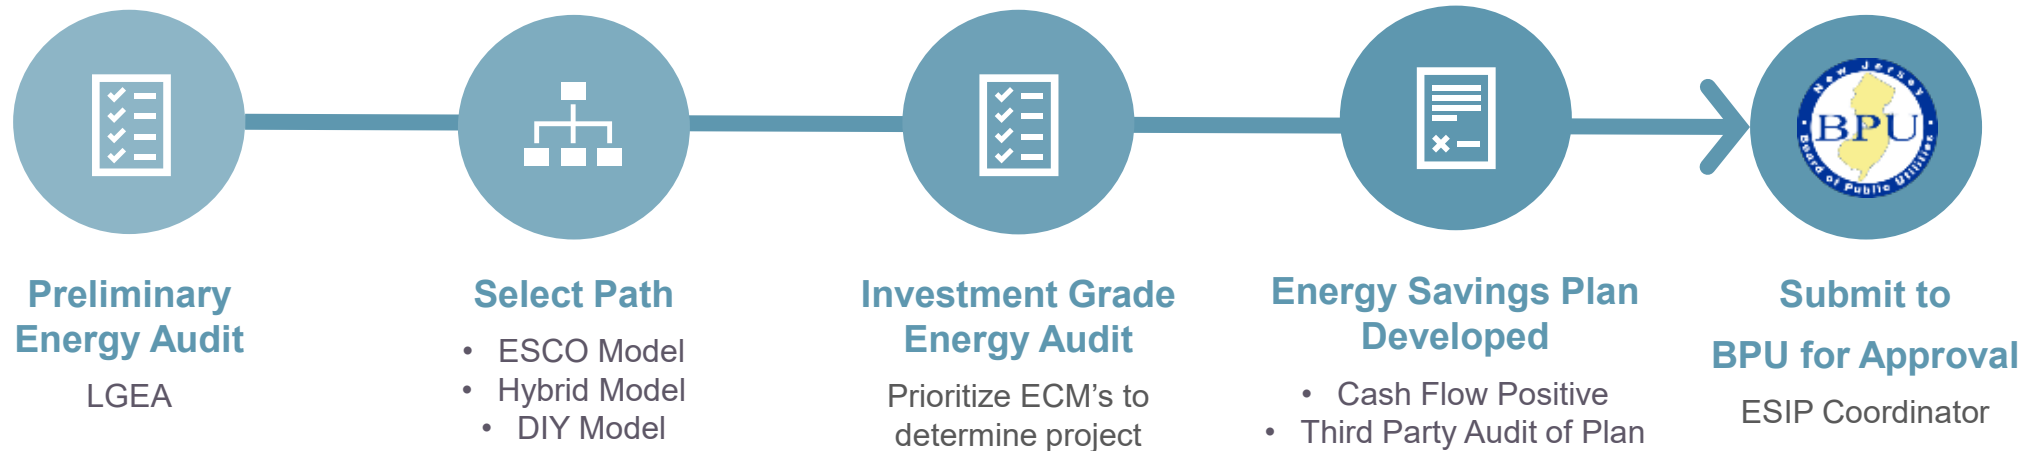 New Jersey
BPU
Board of Public Utilities
Preliminary
Energy Audit
LGEA
Select Path
• ESCO Model
• Hybrid Model
• DIY Model
Investment Grade
Energy Audit
Prioritize ECM’s to
determine project
Energy Savings Plan
Developed
• Cash Flow Positive
• Third Party Audit of Plan
Submit to
BPU for Approval
ESIP Coordinator